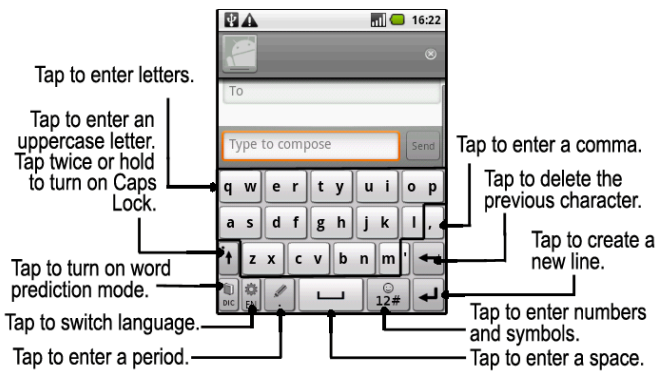 16:22
To
Type to compose
Send
Tap to enter letters.
Tap to enter an
uppercase letter.
Tap twice or hold
to turn on Caps
Lock.
Tap to turn on word
prediction mode.
Tap to switch language.
Tap to enter a period.
q w e r t y u i o p
a s d f g h j k l ,
z x c v b n m '
DIC EN . 12#
Tap to enter a comma.
Tap to delete the
previous character.
Tap to create a
new line.
Tap to enter numbers
and symbols.
Tap to enter a space.